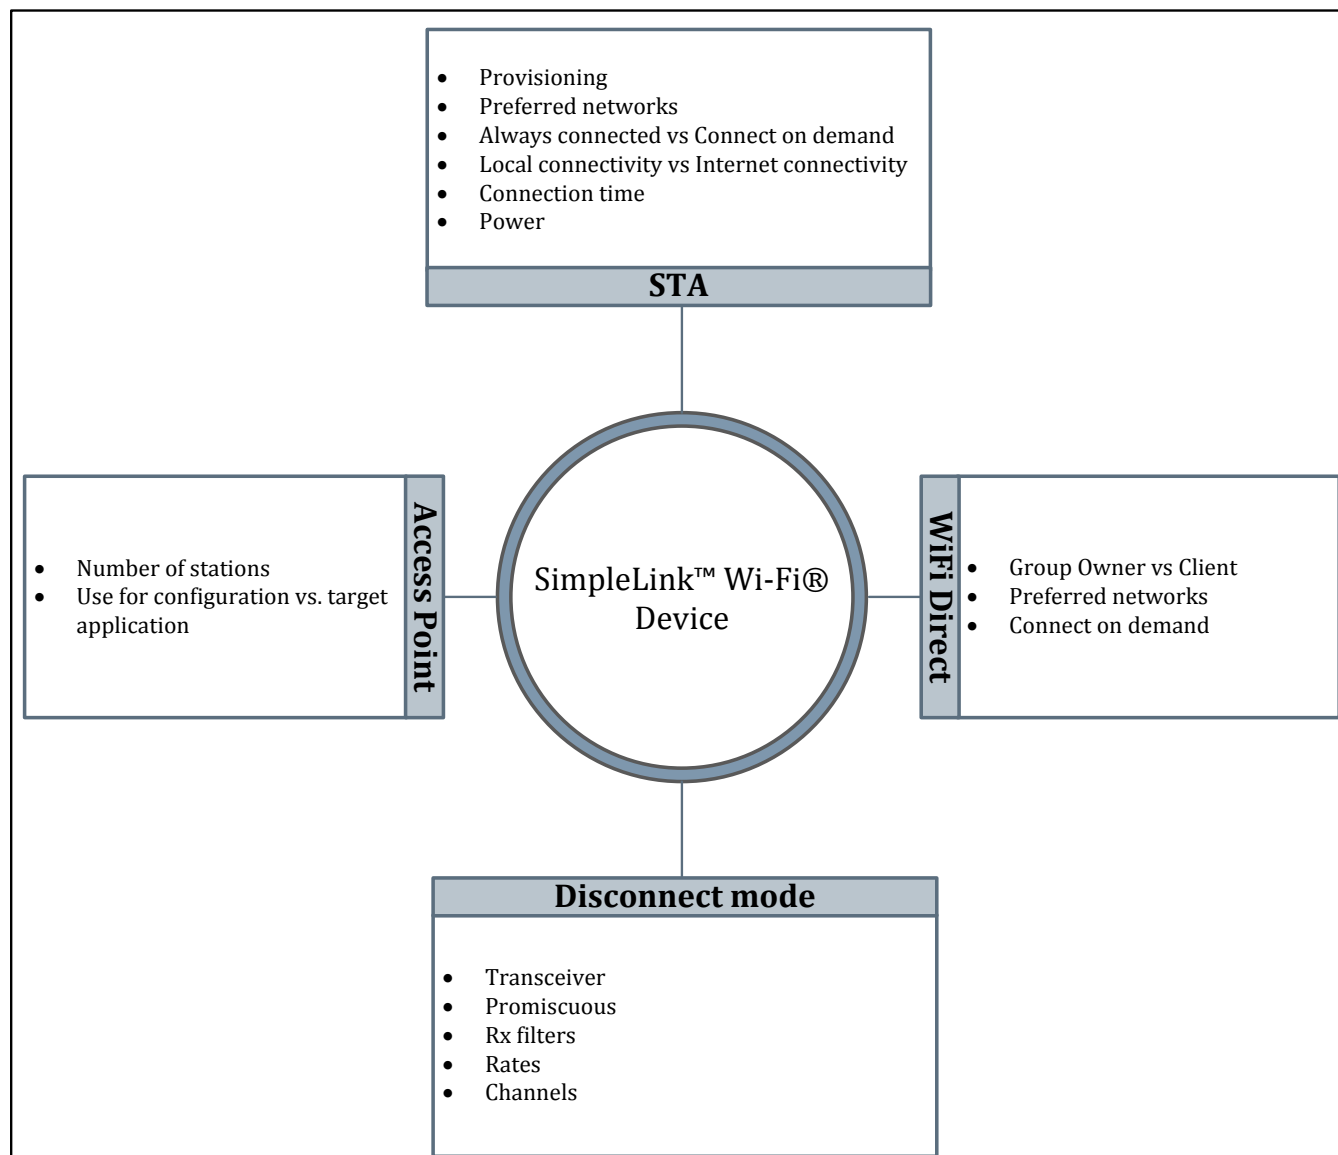 • Provisioning
• Preferred networks
• Always connected vs Connect on demand
• Local connectivity vs Internet connectivity
• Connection time
• Power
STA
• Number of stations
• Use for configuration vs. target
application
Access Point
SimpleLink™ Wi-Fi®
Device
WiFi Direct
• Group Owner vs Client
• Preferred networks
• Connect on demand
Disconnect mode
• Transceiver
• Promiscuous
• Rx filters
• Rates
• Channels